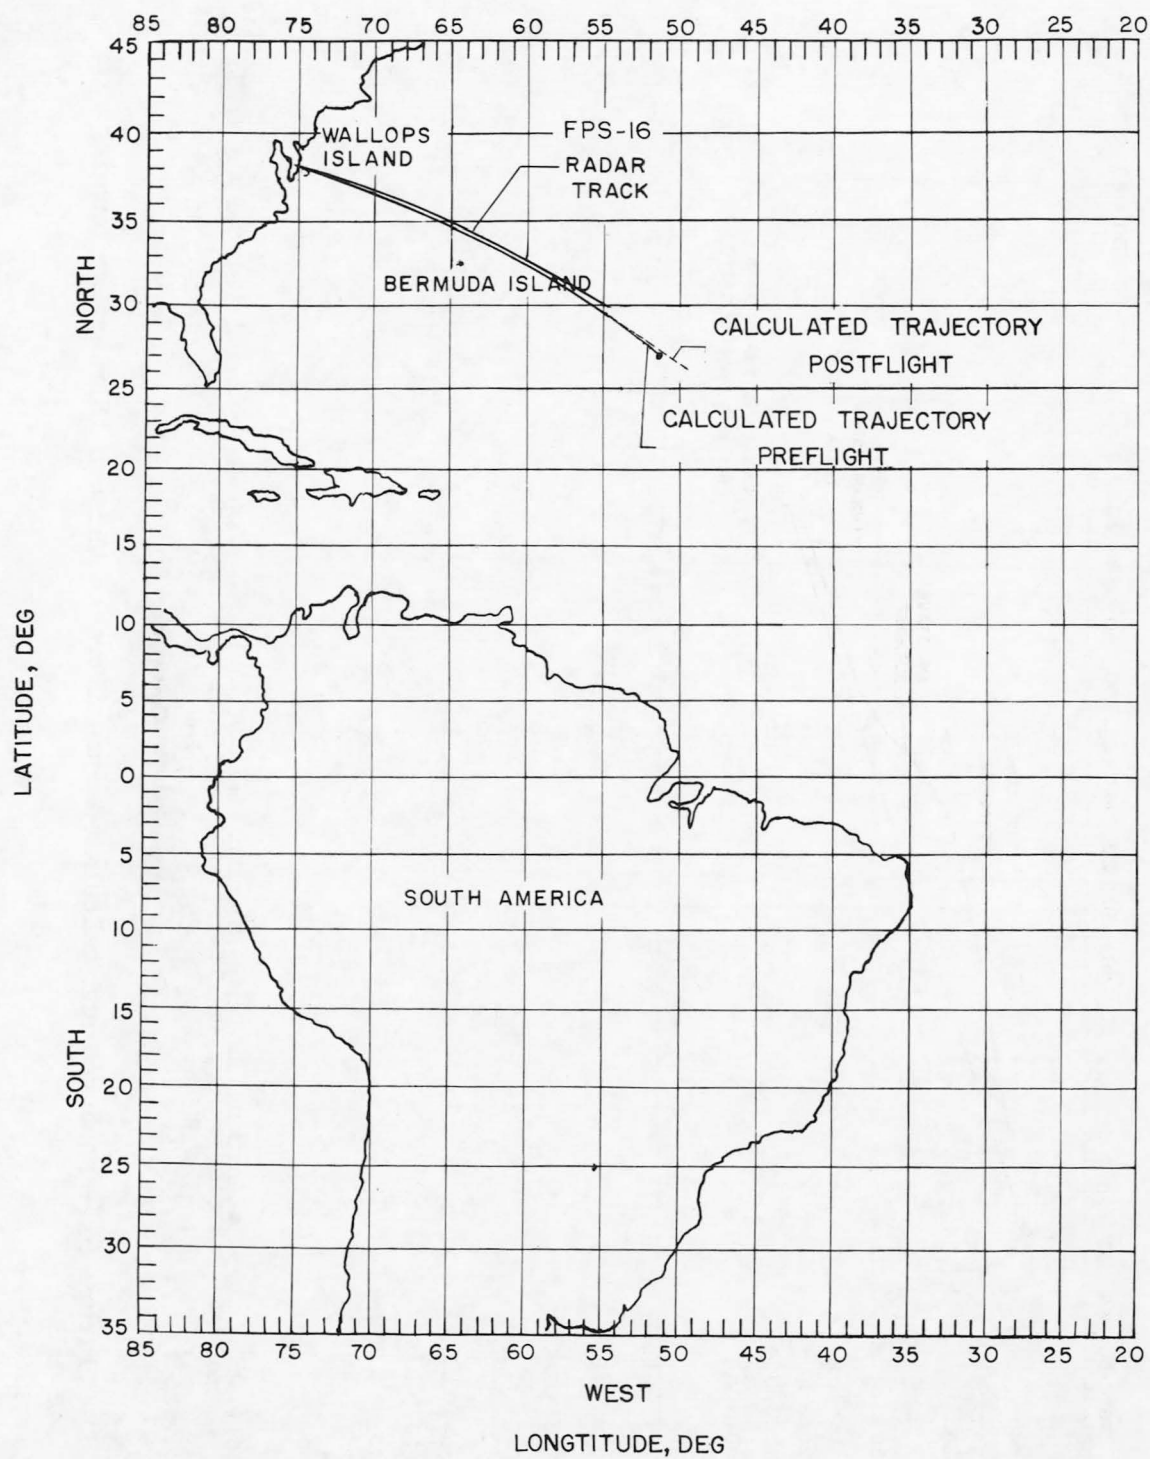 85 80 75 70 65 60 55 50 45 40 35 30 25 20
45
40
WALLOPS
ISLAND
FPS-16
RADAR
TRACK
35
BERMUDA ISLAND
NORTH
30
CALCULATED TRAJECTORY
POSTFLIGHT
25
CALCULATED TRAJECTORY
PREFLIGHT
20
15
10
LATITUDE, DEG
5
0
5
SOUTH AMERICA
10
15
SOUTH
20
25
30
35
85 80 75 70 65 60 55 50 45 40 35 30 25 20
WEST
LONGTITUDE, DEG